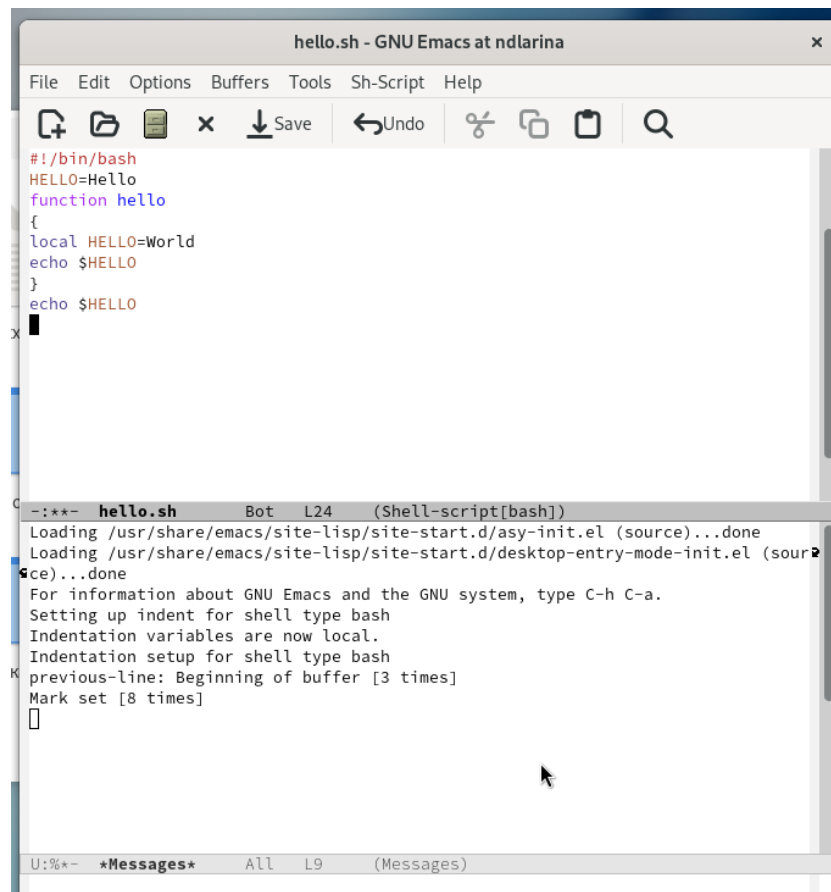 hello.sh - GNU Emacs at ndlarina
File Edit Options Buffers Tools Sh-Script Help
Save Undo
#!/bin/bash
HELLO=Hello
function hello
{
local HELLO=World
echo $HELLO
}
echo $HELLO
-:**- hello.sh Bot L24 (Shell-script[bash])
Loading /usr/share/emacs/site-lisp/site-start.d/asy-init.el (source)...done
Loading /usr/share/emacs/site-lisp/site-start.d/desktop-entry-mode-init.el (sour
ce)...done
For information about GNU Emacs and the GNU system, type C-h C-a.
Setting up indent for shell type bash
Indentation variables are now local.
Indentation setup for shell type bash
previous-line: Beginning of buffer [3 times]
Mark set [8 times]
U:%*- *Messages* All L9 (Messages)